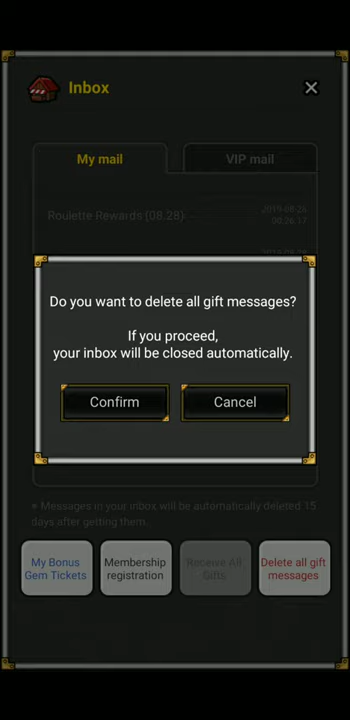 Inbox
My mail
VIP mail
Roulette Rewards (08.28)
2019-08-28
Do you want to delete all gift messages?
If you proceed,
your inbox will be closed automatically.
Confirm
Cancel
Messages in your inbox will be automatically deleted 15
days after getting them.
My Bonus
Gem Tickets
Membership
registration
Receive All
Gifts
Delete all gift
messages